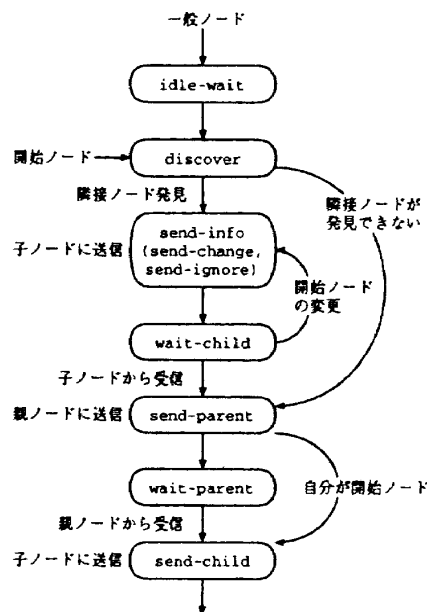 一般ノード
idle-wait
開始ノード
discover
隣接ノード発見
隣接ノードが
発見できない
子ノードに送信
send-info
(send-change,
send-ignore)
開始ノード
の変更
wait-child
子ノードから受信
親ノードに送信
send-parent
自分が開始ノード
wait-parent
親ノードから受信
子ノードに送信
send-child